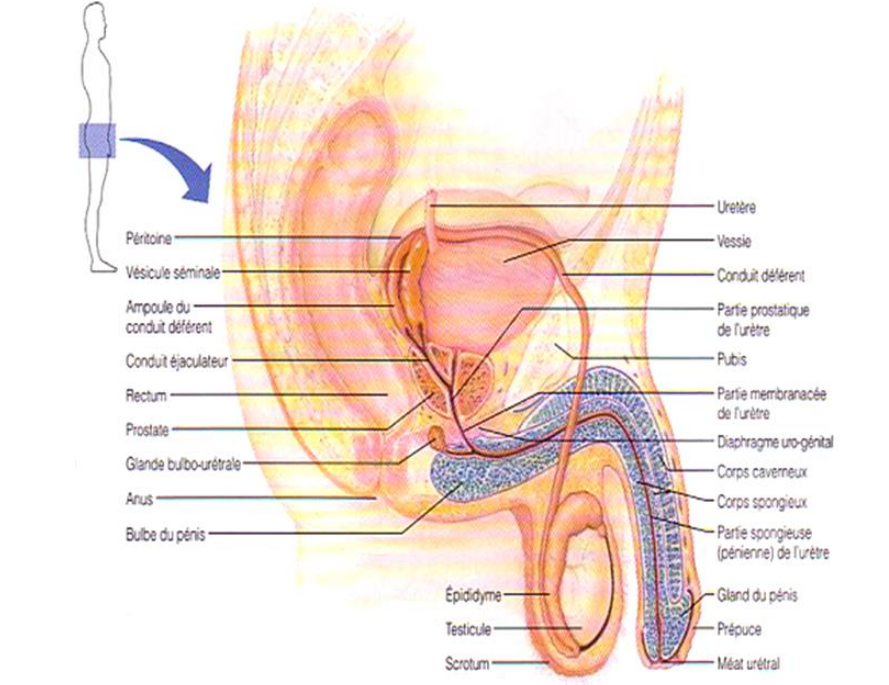 Péritoine
Vésicule séminale
Ampoule du
conduit déférent
Conduit éjaculateur
Rectum
Prostate
Glande bulbo-urétrale
Anus
Bulbe du pénis
Épididyme
Testicule
Scrotum
Uretère
Vessie
Conduit déférent
Partie prostatique
de l'urètre
Pubis
Partie membranacée
de l'urètre
Diaphragme uro-génital
Corps caverneux
Corps spongieux
Partie spongieuse
(pénienne) de l'urètre
Gland du pénis
Prépuce
Méat urétral